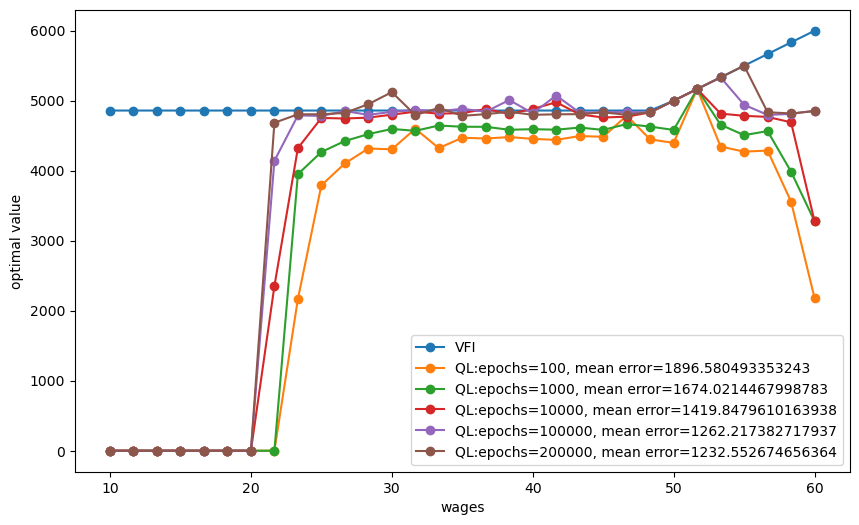 6000
5000
4000
3000
2000
1000
0
optimal value
10
20
30
40
50
60
wages
VFI
QL:epochs=100, mean error=1896.580493353243
QL:epochs=1000, mean error=1674.0214467998783
QL:epochs=10000, mean error=1419.8479610163938
QL:epochs=100000, mean error=1262.217382717937
QL:epochs=200000, mean error=1232.552674656364